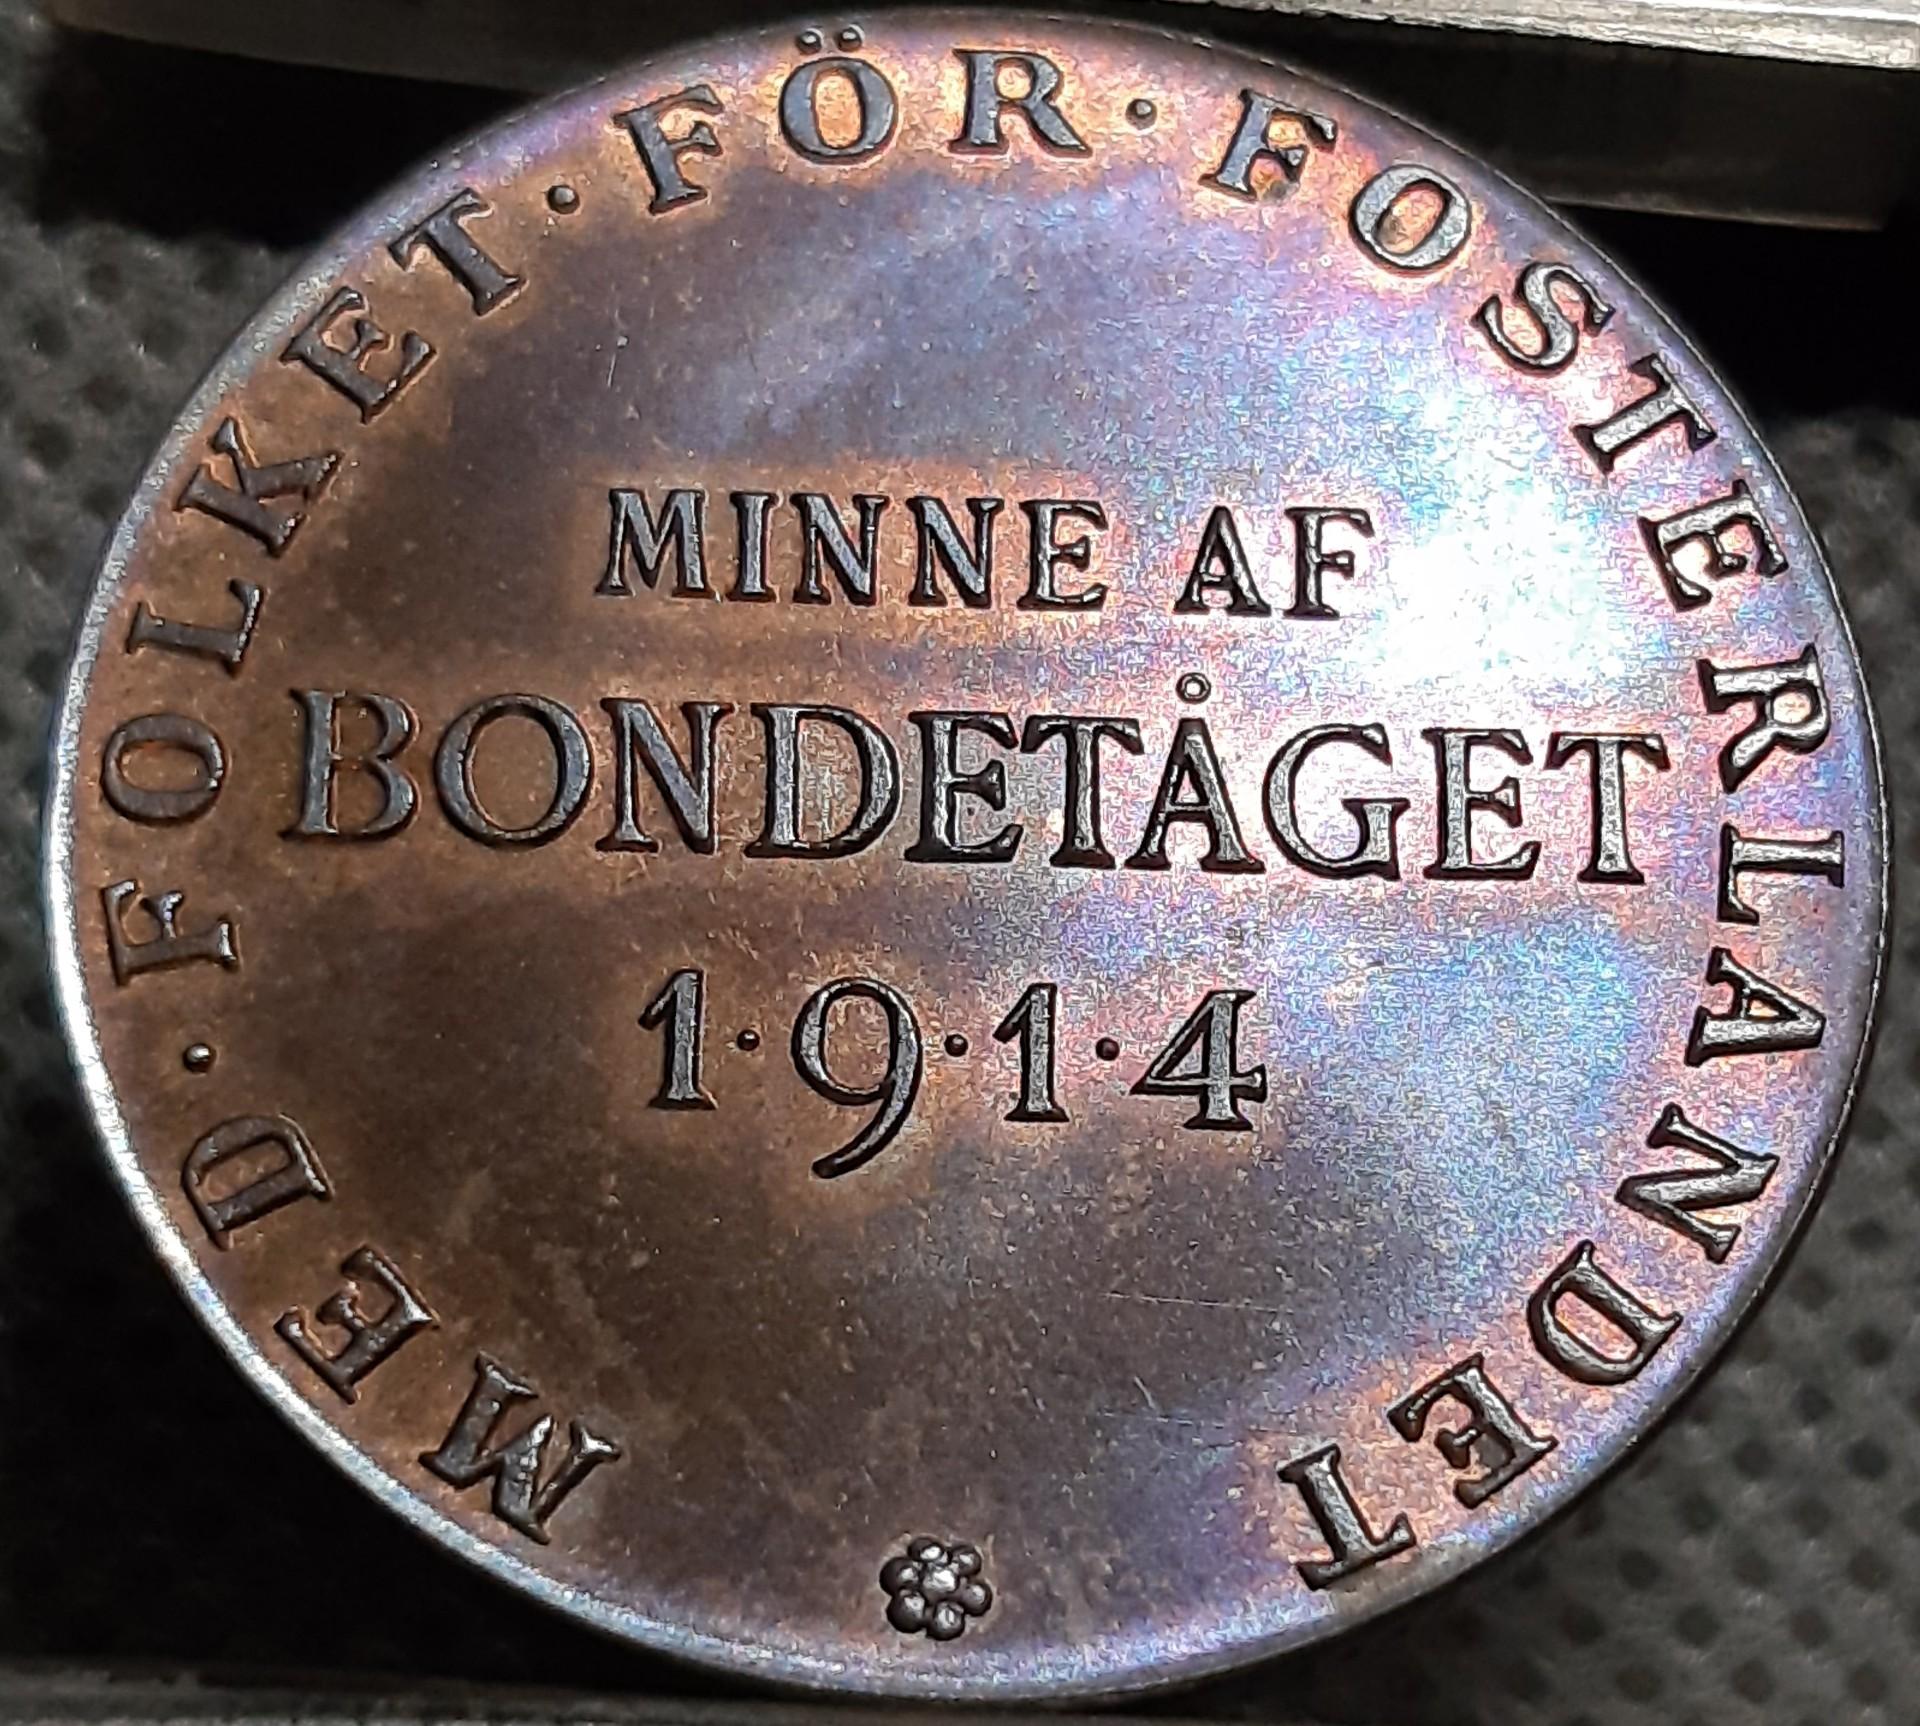 MED · FOLKET · FÖR · FOSTERLANDET
MINNE AF
BONDETÅGET
1·9·1·4